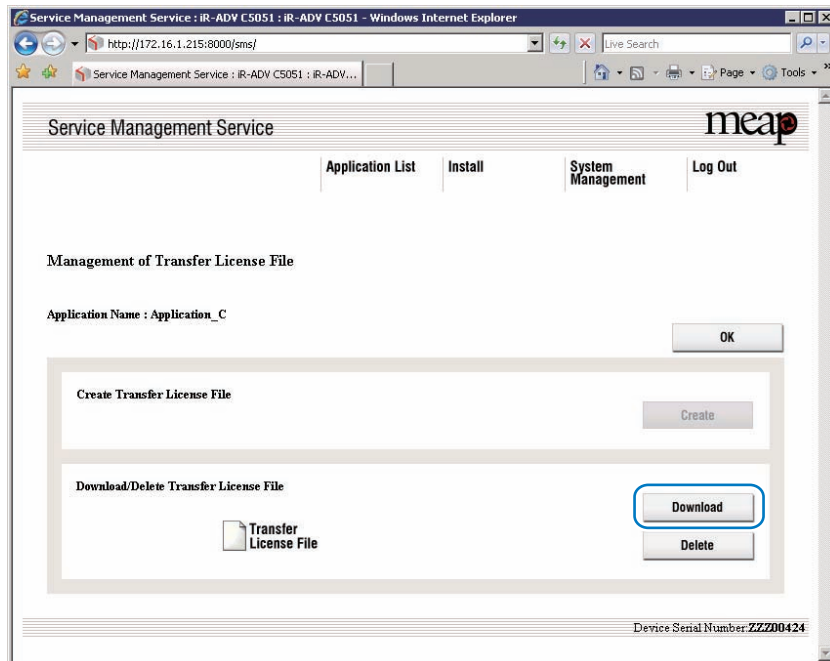 Service Management Service : iR-ADV C5051 : iR-ADV C5051 - Windows Internet Explorer
http://172.16.1.215:8000/sms/
Live Search
Service Management Service : iR-ADV C5051 : iR-ADV...
Page
Tools
Service Management Service
meap
Application List
Install
System Management
Log Out
Management of Transfer License File
Application Name : Application_C
OK
Create Transfer License File
Create
Download/Delete Transfer License File
Download
Transfer
License File
Delete
Device Serial Number:ZZZ00424